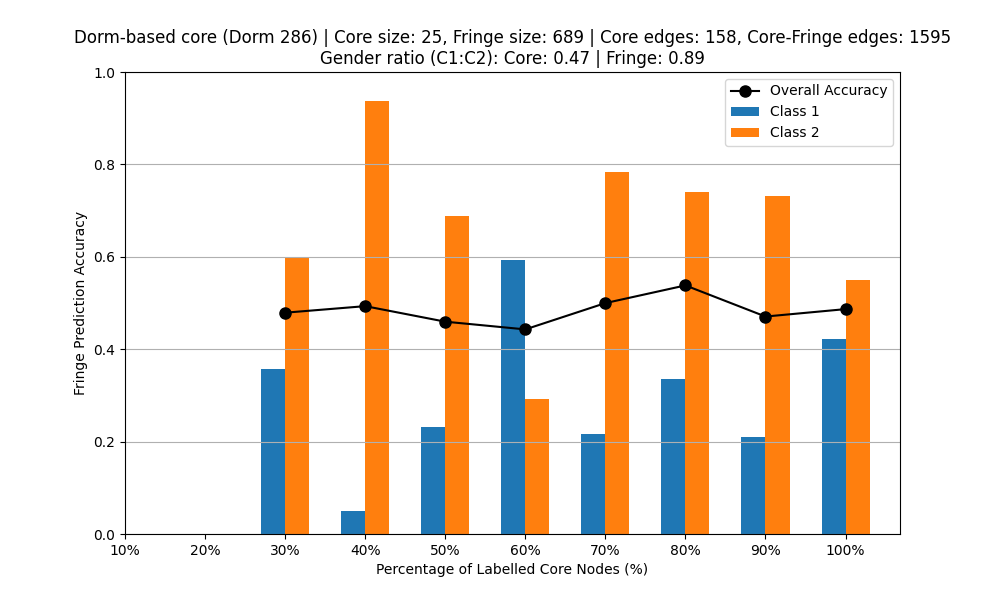 Dorm-based core (Dorm 286) | Core size: 25, Fringe size: 689 | Core edges: 158, Core-Fringe edges: 1595
Gender ratio (C1:C2): Core: 0.47 | Fringe: 0.89
Overall Accuracy
Class 1
Class 2
Fringe Prediction Accuracy
1.0
0.8
0.6
0.4
0.2
0.0
10% 20% 30% 40% 50% 60% 70% 80% 90% 100%
Percentage of Labelled Core Nodes (%)